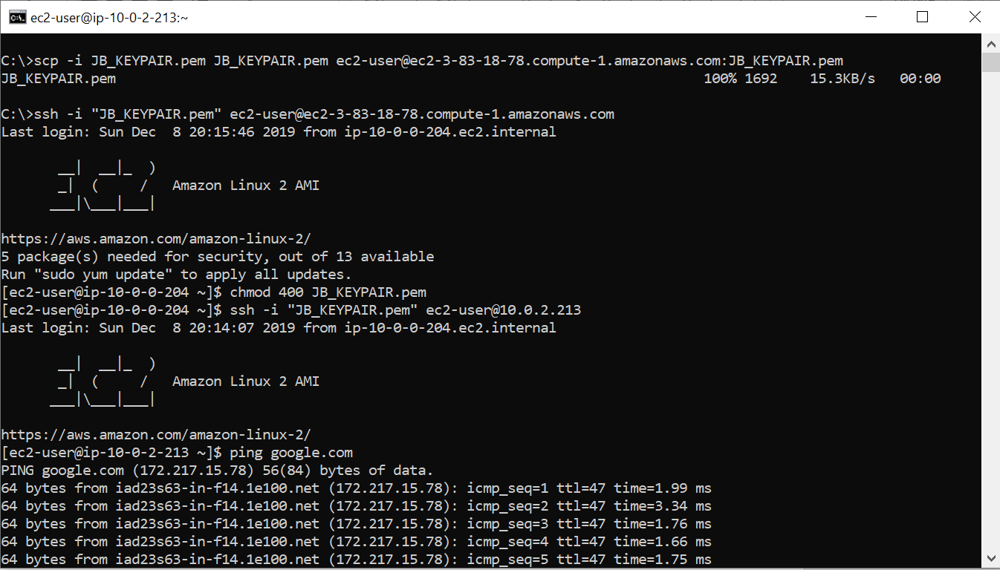 ec2-user@ip-10-0-2-213:~
C:\>scp -i JB_KEYPAIR.pem JB_KEYPAIR.pem ec2-user@ec2-3-83-18-78.compute-1.amazonaws.com:JB_KEYPAIR.pem
JB_KEYPAIR.pem 100% 1692 15.3KB/s 00:00
C:\>ssh -i "JB_KEYPAIR.pem" ec2-user@ec2-3-83-18-78.compute-1.amazonaws.com
Last login: Sun Dec  8 20:15:46 2019 from ip-10-0-0-204.ec2.internal
       __|  __|_  )
       _|  (     /   Amazon Linux 2 AMI
      ___|\___|___|
https://aws.amazon.com/amazon-linux-2/
5 package(s) needed for security, out of 13 available
Run "sudo yum update" to apply all updates.
[ec2-user@ip-10-0-0-204 ~]$ chmod 400 JB_KEYPAIR.pem
[ec2-user@ip-10-0-0-204 ~]$ ssh -i "JB_KEYPAIR.pem" ec2-user@10.0.2.213
Last login: Sun Dec  8 20:14:07 2019 from ip-10-0-0-204.ec2.internal
       __|  __|_  )
       _|  (     /   Amazon Linux 2 AMI
      ___|\___|___|
https://aws.amazon.com/amazon-linux-2/
[ec2-user@ip-10-0-2-213 ~]$ ping google.com
PING google.com (172.217.15.78) 56(84) bytes of data.
64 bytes from iad23s63-in-f14.1e100.net (172.217.15.78): icmp_seq=1 ttl=47 time=1.99 ms
64 bytes from iad23s63-in-f14.1e100.net (172.217.15.78): icmp_seq=2 ttl=47 time=3.34 ms
64 bytes from iad23s63-in-f14.1e100.net (172.217.15.78): icmp_seq=3 ttl=47 time=1.76 ms
64 bytes from iad23s63-in-f14.1e100.net (172.217.15.78): icmp_seq=4 ttl=47 time=1.66 ms
64 bytes from iad23s63-in-f14.1e100.net (172.217.15.78): icmp_seq=5 ttl=47 time=1.75 ms